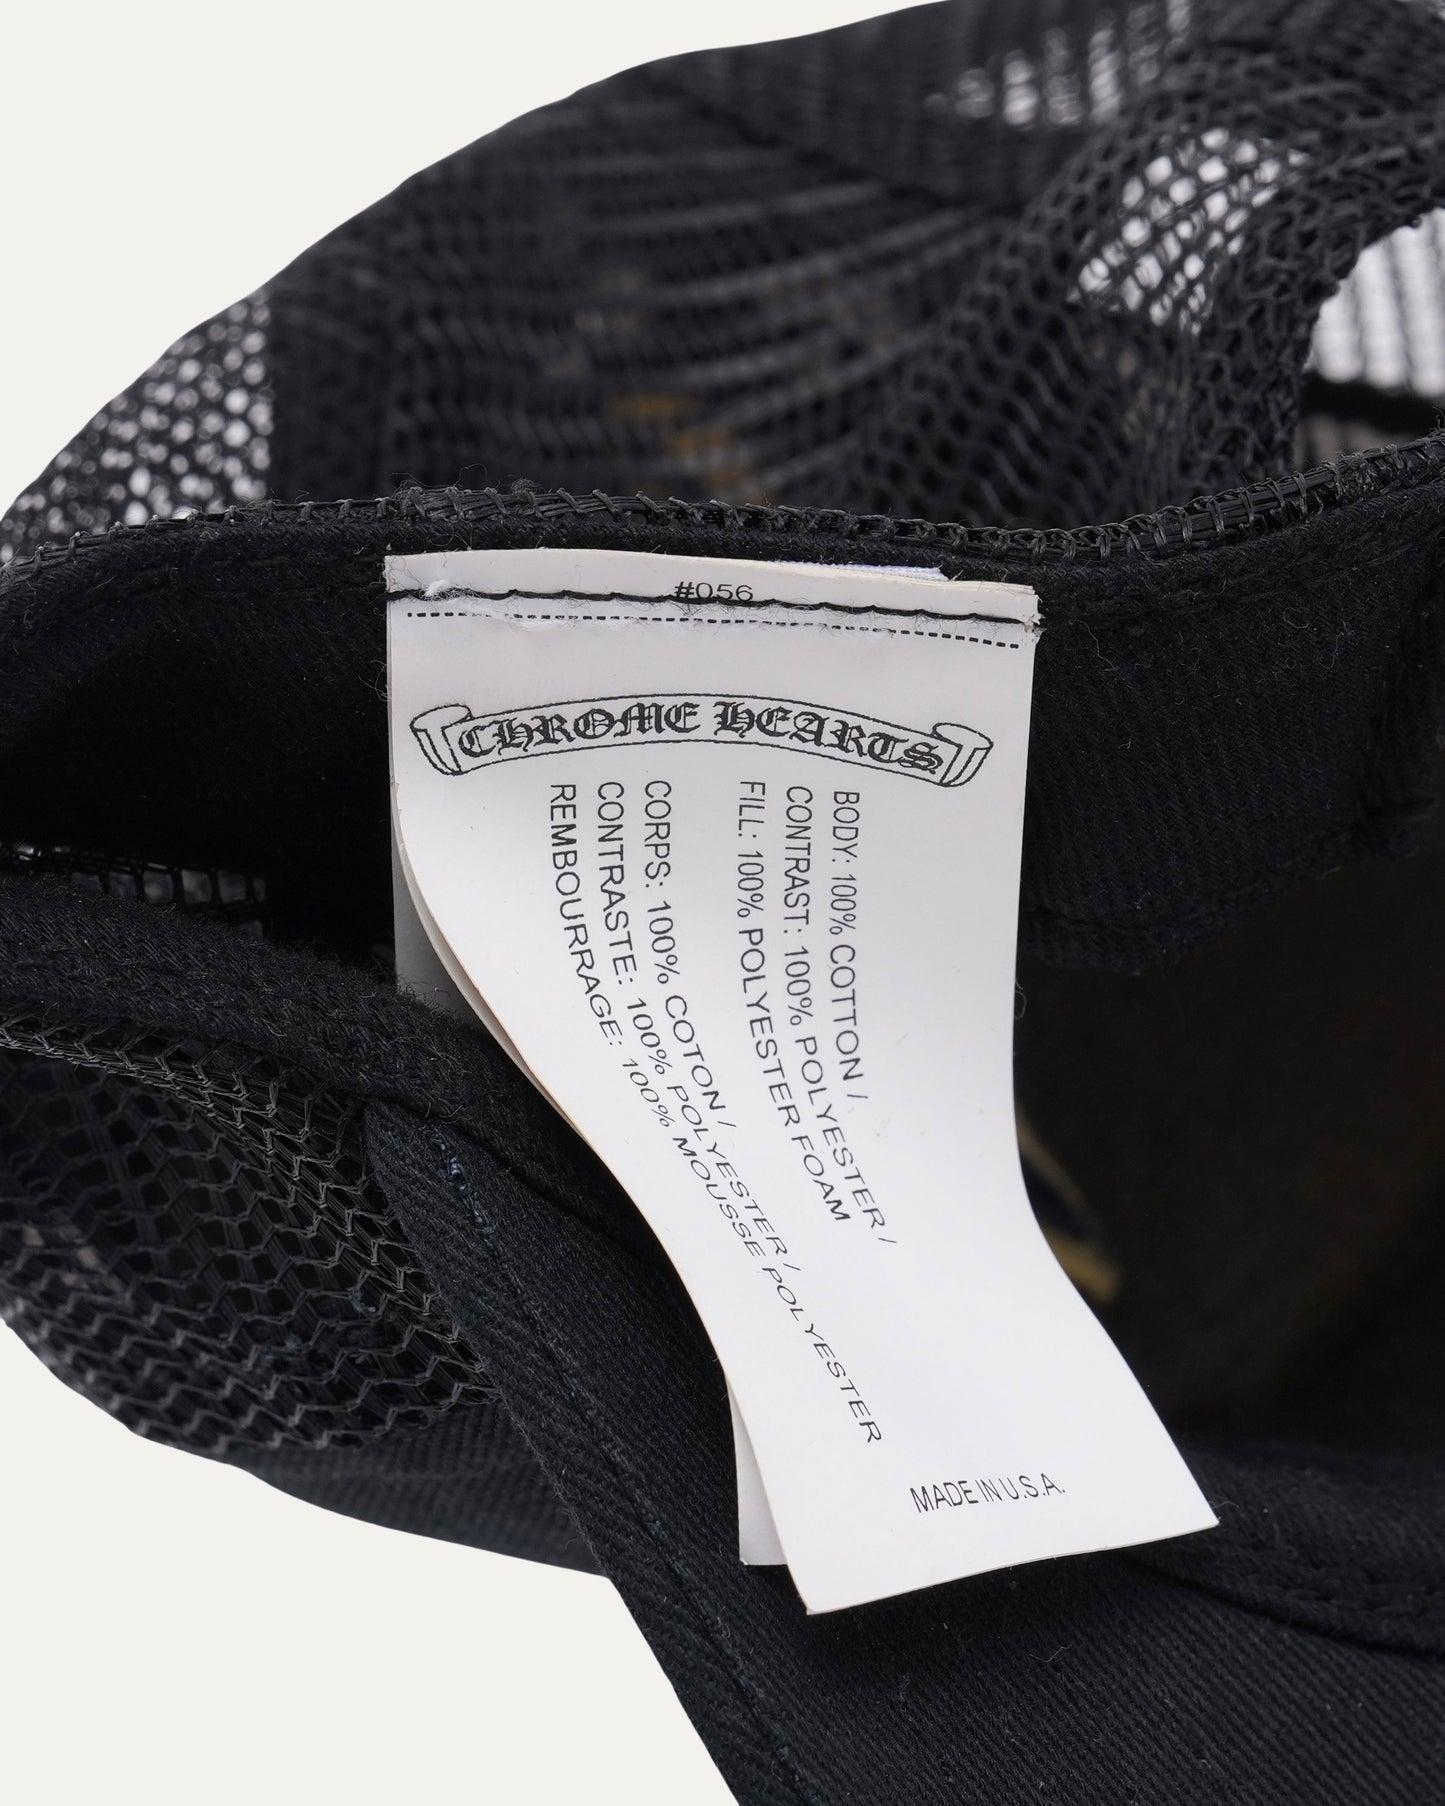 #056
CHROME HEARTS
BODY: 100% COTTON /
CONTRAST: 100% POLYESTER /
FILL: 100% POLYESTER FOAM
CORPS: 100% COTON /
CONTRASTE: 100% POLYESTER /
REMBOURRAGE: 100% MOUSSE POLYESTER
MADE IN U.S.A.